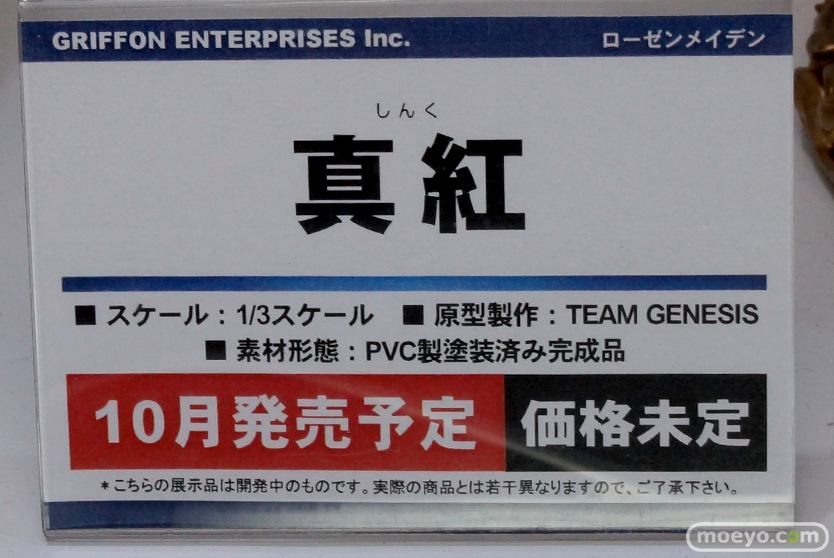 GRIFFON ENTERPRISES Inc. ローゼンメイデン
しんく
真紅
■ スケール：1/3スケール ■ 原型製作：TEAM GENESIS
■ 素材形態：PVC製塗装済み完成品
10月発売予定 価格未定
*こちらの展示品は開発中のものです。実際の商品とは若干異なりますので、ご了承下さい。
moeyo.com